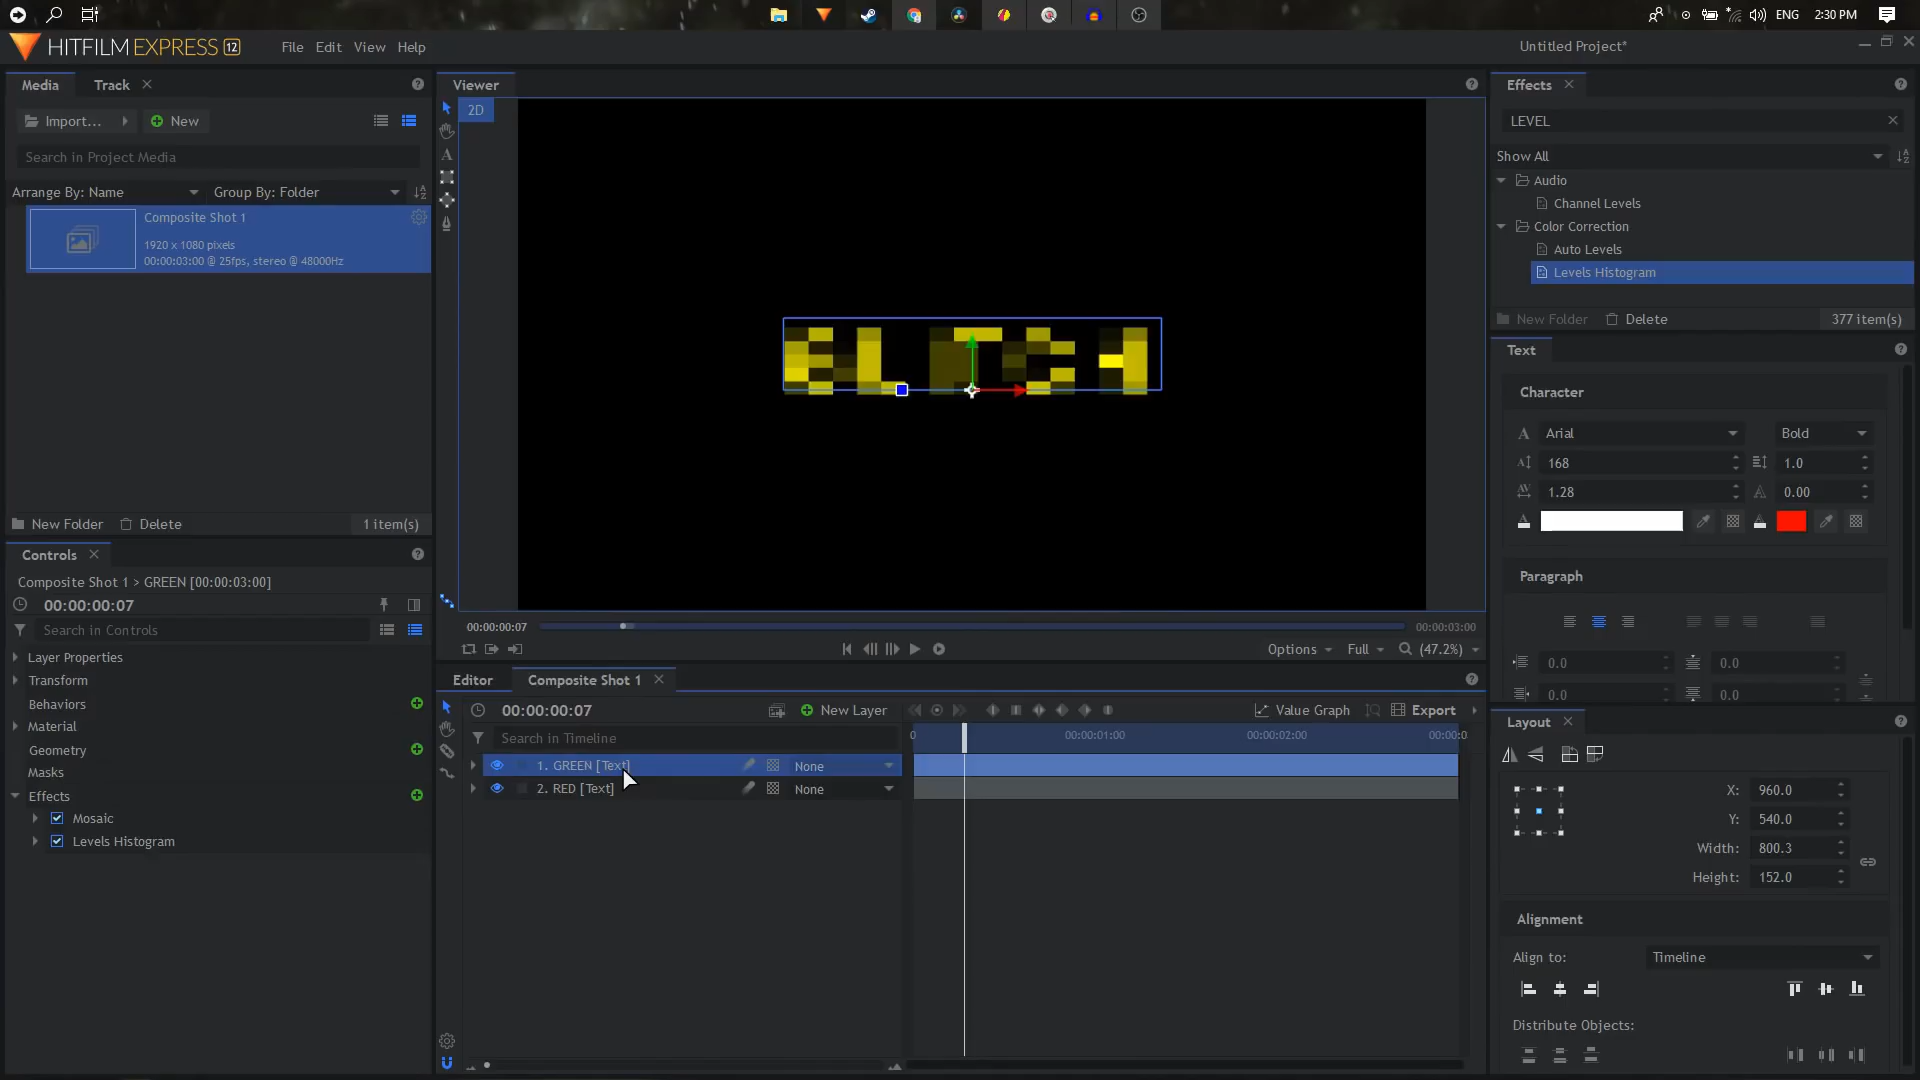 ENG
2:30 PM
HITFILM EXPRESS 12
File
Edit
View
Help
Untitled Project*
Media
Track
Import...
New
Search in Project Media
Arrange By: Name
Group By: Folder
Composite Shot 1
1920 x 1080 pixels
00:00:03:00 @ 25fps, stereo @ 48000Hz
New Folder
Delete
1 item(s)
Controls
Composite Shot 1 > GREEN [00:00:03:00]
00:00:00:07
Search in Controls
Layer Properties
Transform
Behaviors
Material
Geometry
Masks
Effects
Mosaic
Levels Histogram
Viewer
2D
00:00:00:07
00:00:03:00
Options
Full
(47.2%)
Editor
Composite Shot 1
00:00:00:07
New Layer
Value Graph
Export
Search in Timeline
0
00:00:01:00
00:00:02:00
00:00:0
1. GREEN [Text]
None
2. RED [Text]
None
Effects
LEVEL
Show All
Audio
Channel Levels
Color Correction
Auto Levels
Levels Histogram
New Folder
Delete
377 item(s)
Text
Character
Arial
Bold
168
1.0
1.28
0.00
Paragraph
0.0
0.0
0.0
0.0
Layout
X: 960.0
Y: 540.0
Width: 800.3
Height: 152.0
Alignment
Align to:
Timeline
Distribute Objects: